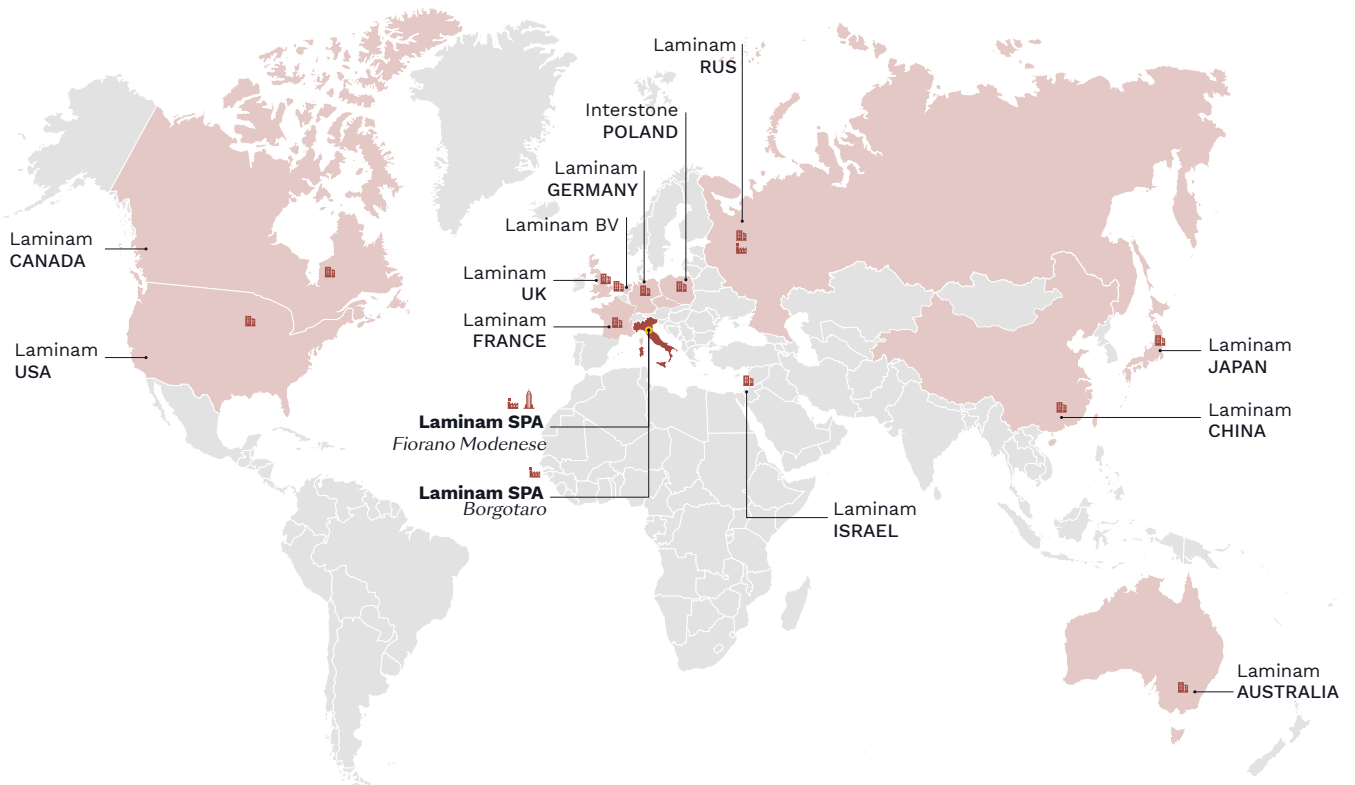 Laminam
RUS
Interstone
POLAND
Laminam
GERMANY
Laminam BV
Laminam
CANADA
Laminam
UK
Laminam
FRANCE
Laminam
USA
Laminam
JAPAN
Laminam SPA
Fiorano Modenese
Laminam
CHINA
Laminam SPA
Borgotaro
Laminam
ISRAEL
Laminam
AUSTRALIA